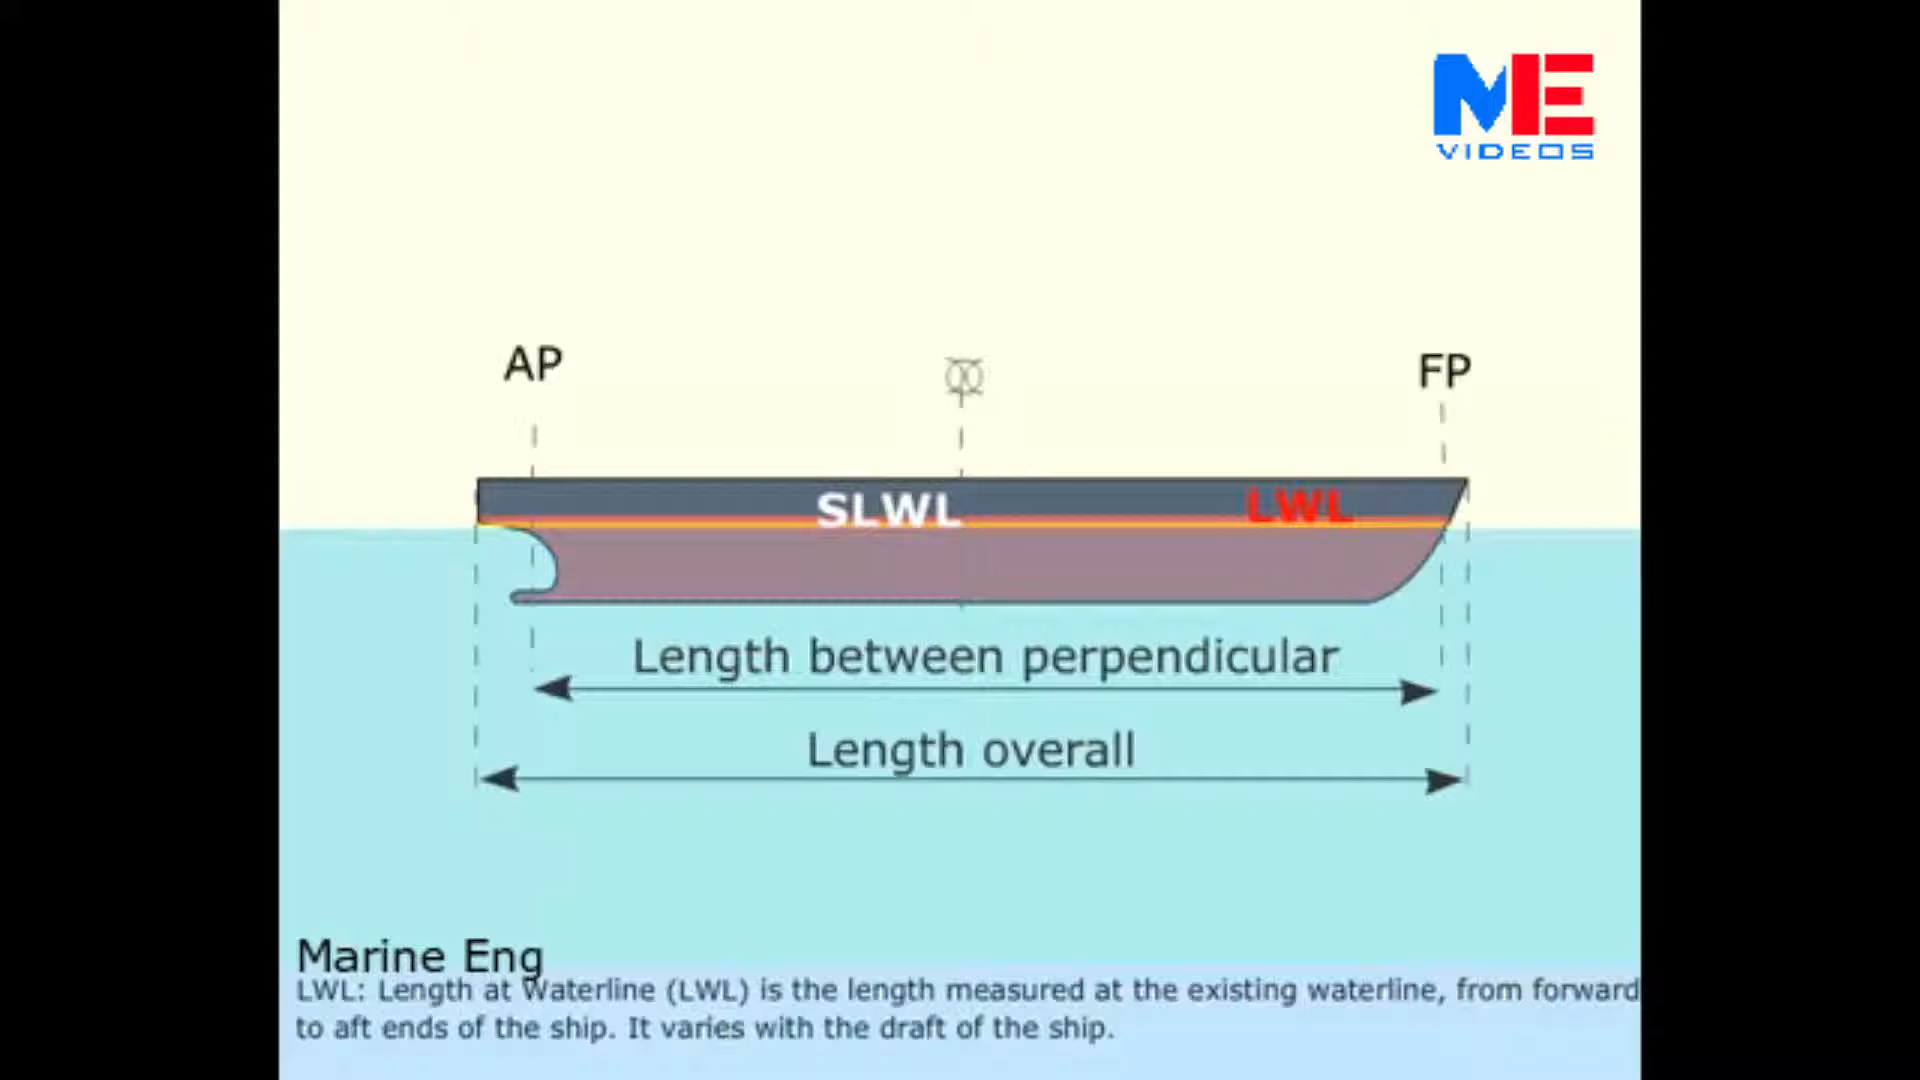 ME
VIDEOS
AP
FP
SLWL
LWL
Length between perpendicular
Length overall
Marine Eng
LWL: Length at Waterline (LWL) is the length measured at the existing waterline, from forward
to aft ends of the ship. It varies with the draft of the ship.